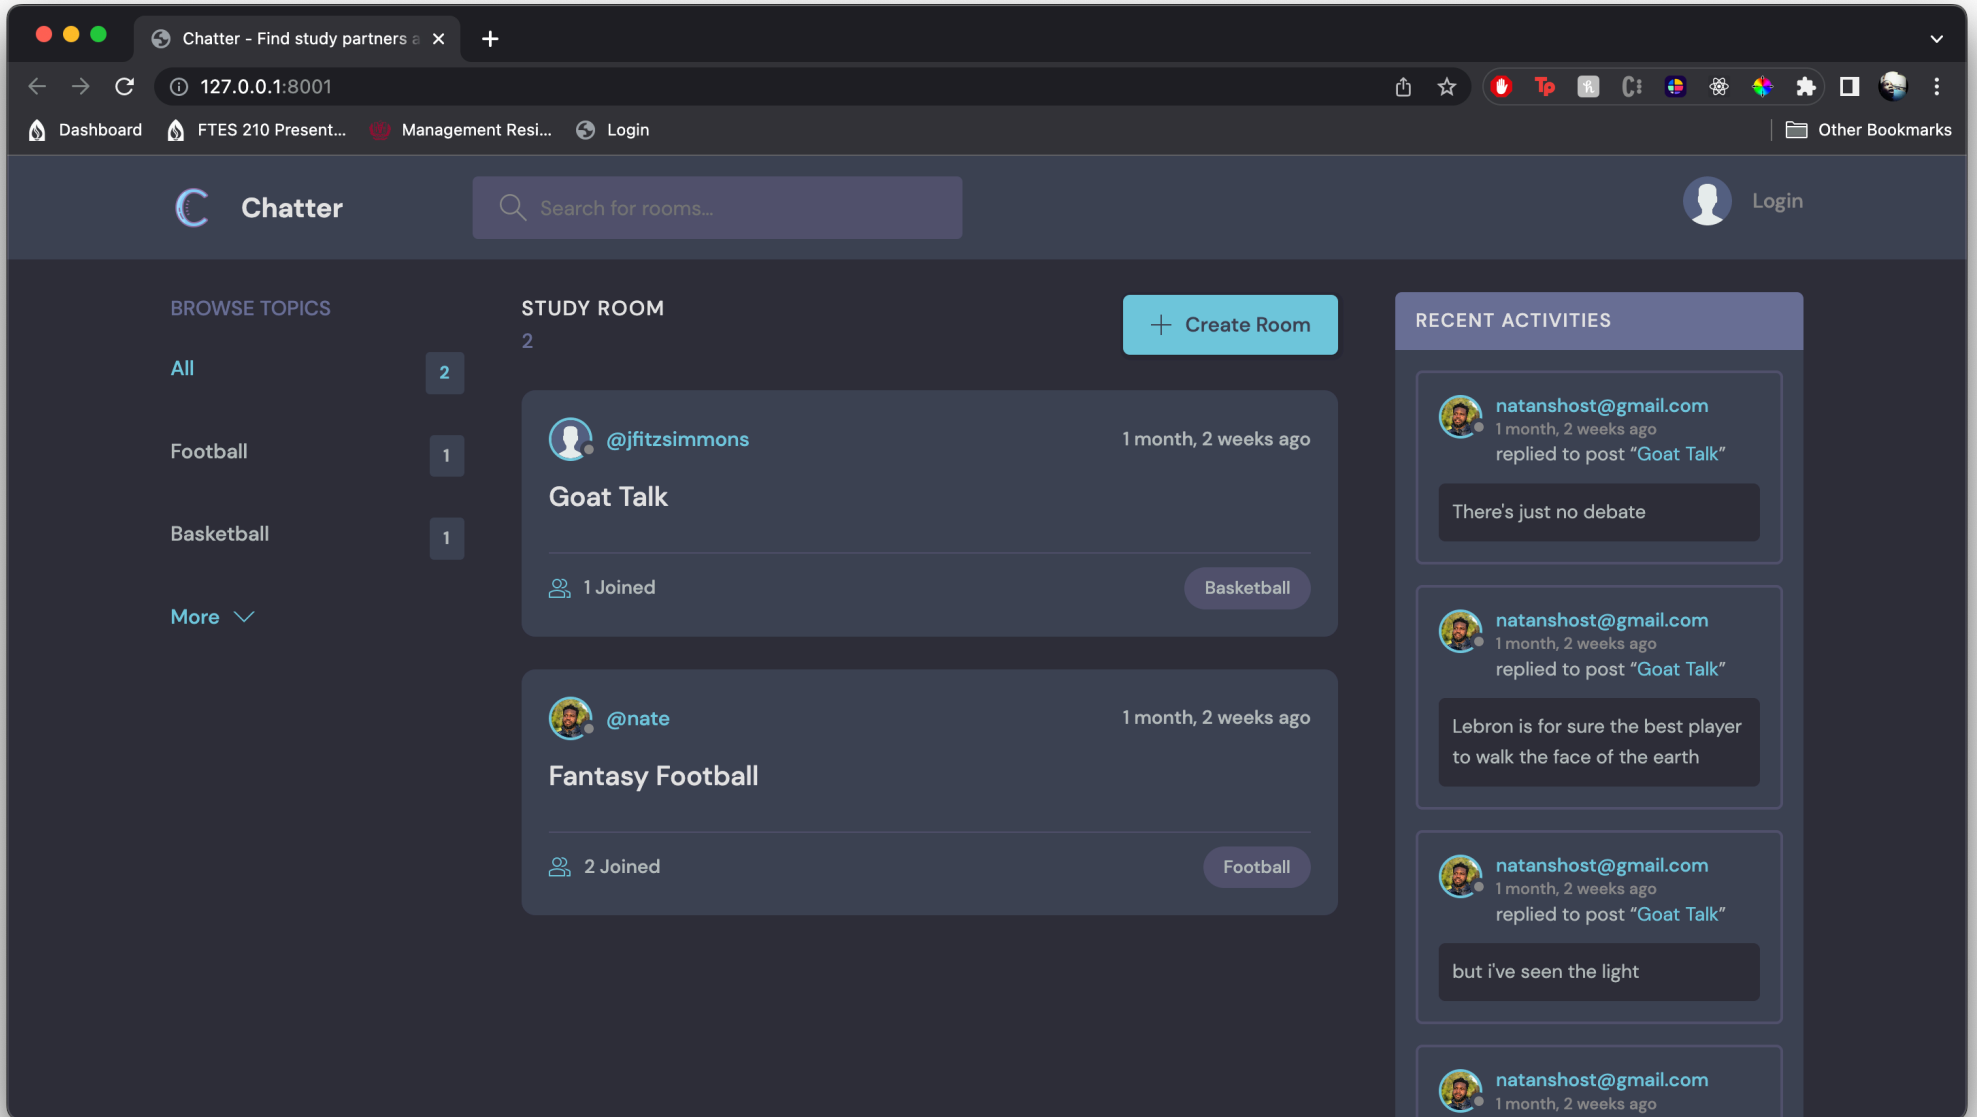 Chatter - Find study partners a
127.0.0.1:8001
Dashboard
FTES 210 Present...
Management Resi...
Login
Other Bookmarks
Chatter
Search for rooms...
Login
BROWSE TOPICS
All
2
Football
1
Basketball
1
More
STUDY ROOM
2
Create Room
@jfitzsimmons
1 month, 2 weeks ago
Goat Talk
1 Joined
Basketball
@nate
1 month, 2 weeks ago
Fantasy Football
2 Joined
Football
RECENT ACTIVITIES
natanshost@gmail.com
1 month, 2 weeks ago
replied to post “Goat Talk”
There's just no debate
natanshost@gmail.com
1 month, 2 weeks ago
replied to post “Goat Talk”
Lebron is for sure the best player
to walk the face of the earth
natanshost@gmail.com
1 month, 2 weeks ago
replied to post “Goat Talk”
but i've seen the light
natanshost@gmail.com
1 month, 2 weeks ago